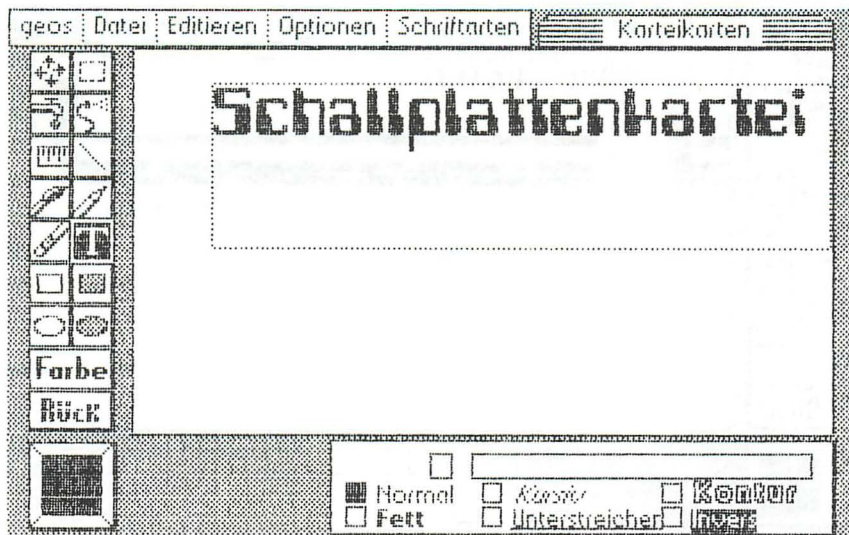 geos Datei Editieren Optionen Schriftarten Karteikarten
Schallplattenkartei
Farbe
Rück
Normal Kursiv Kontur
Fett Unterstreichen Invers